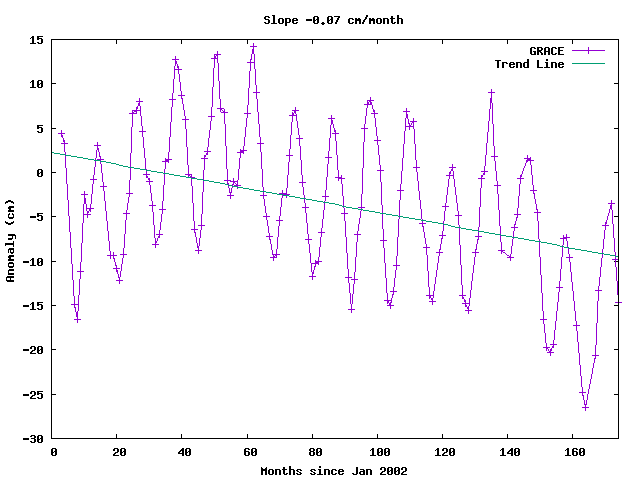 Slope -0.07 cm/month
GRACE
Trend Line
15
10
5
0
-5
-10
-15
-20
-25
-30
Anomaly (cm)
0 20 40 60 80 100 120 140 160
Months since Jan 2002